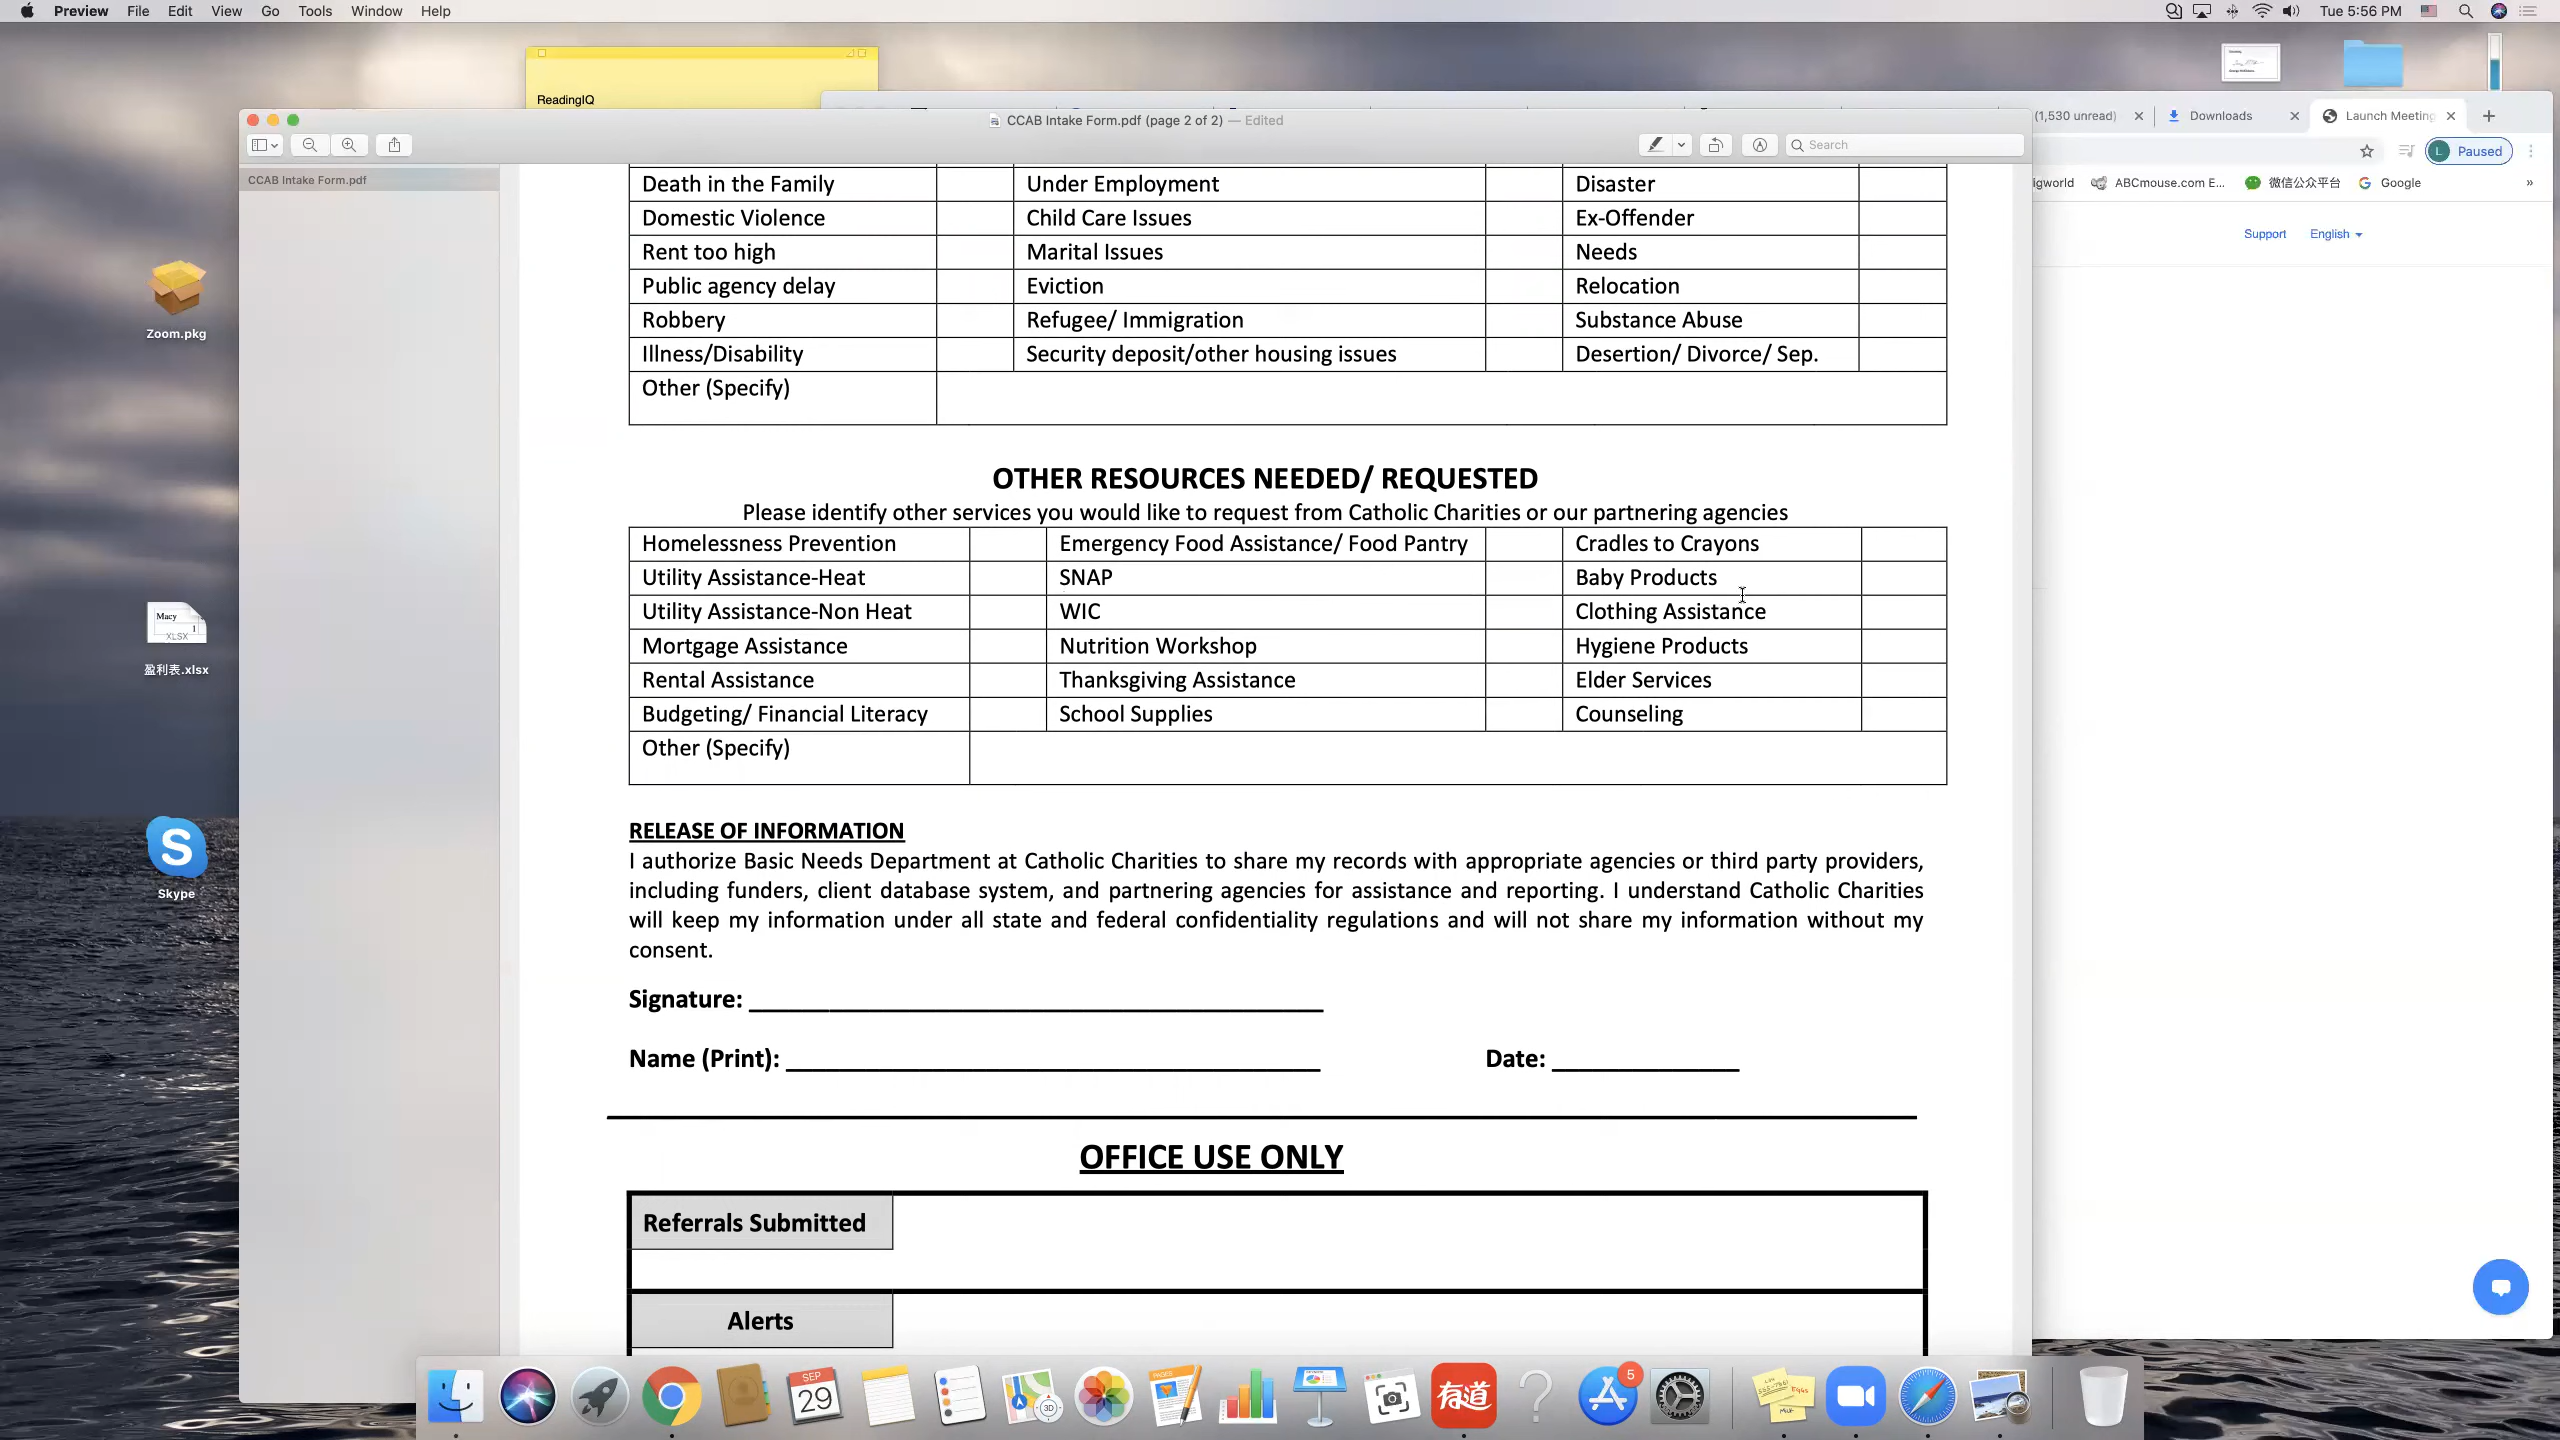 Preview File Edit View Go Tools Window Help
Tue 5:56 PM
ReadingIQ
CCAB Intake Form.pdf (page 2 of 2) — Edited
Search
CCAB Intake Form.pdf
(1,530 unread)
Downloads
Launch Meeting
L
Paused
igworld
ABCmouse.com E...
微信公众平台
Google
»
Support
English
Zoom.pkg
Macy
1
XLSX
盈利表.xlsx
S
Skype
Death in the Family Under Employment Disaster
Domestic Violence Child Care Issues Ex-Offender
Rent too high Marital Issues Needs
Public agency delay Eviction Relocation
Robbery Refugee/ Immigration Substance Abuse
Illness/Disability Security deposit/other housing issues Desertion/ Divorce/ Sep.
Other (Specify)
OTHER RESOURCES NEEDED/ REQUESTED
Please identify other services you would like to request from Catholic Charities or our partnering agencies
Homelessness Prevention Emergency Food Assistance/ Food Pantry Cradles to Crayons
Utility Assistance-Heat SNAP Baby Products
Utility Assistance-Non Heat WIC Clothing Assistance
Mortgage Assistance Nutrition Workshop Hygiene Products
Rental Assistance Thanksgiving Assistance Elder Services
Budgeting/ Financial Literacy School Supplies Counseling
Other (Specify)
RELEASE OF INFORMATION
I authorize Basic Needs Department at Catholic Charities to share my records with appropriate agencies or third party providers,
including funders, client database system, and partnering agencies for assistance and reporting. I understand Catholic Charities
will keep my information under all state and federal confidentiality regulations and will not share my information without my
consent.
Signature:
Name (Print): Date:
OFFICE USE ONLY
Referrals Submitted
Alerts
SEP
29
3D
PAGES
有道
?
5